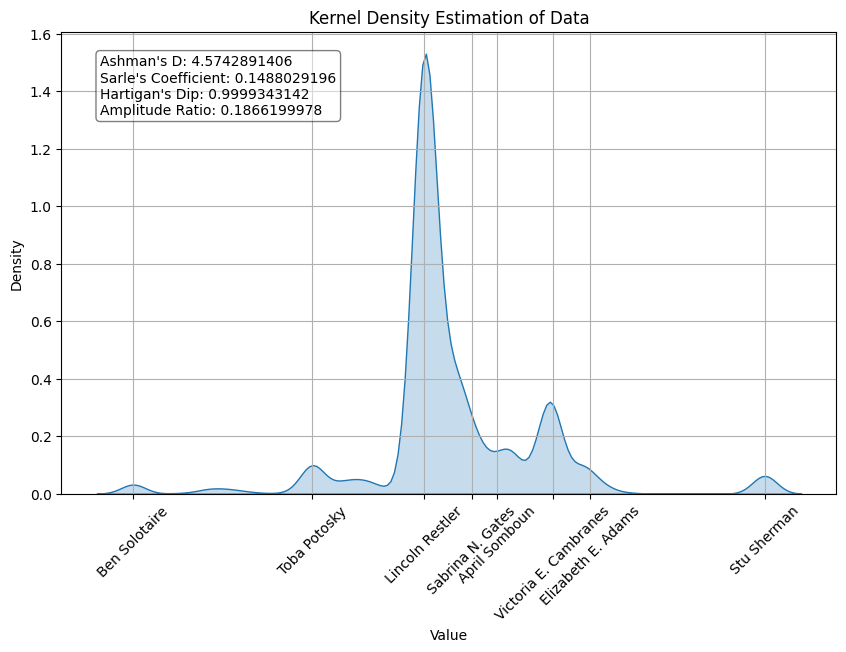 Kernel Density Estimation of Data
Ashman's D: 4.5742891406
Sarle's Coefficient: 0.1488029196
Hartigan's Dip: 0.9999343142
Amplitude Ratio: 0.1866199978
1.6
1.4
1.2
1.0
0.8
0.6
0.4
0.2
0.0
Density
Ben Solotaire
Toba Potosky
Lincoln Restler
Sabrina N. Gates
April Somboun
Victoria E. Cambranes
Elizabeth E. Adams
Stu Sherman
Value